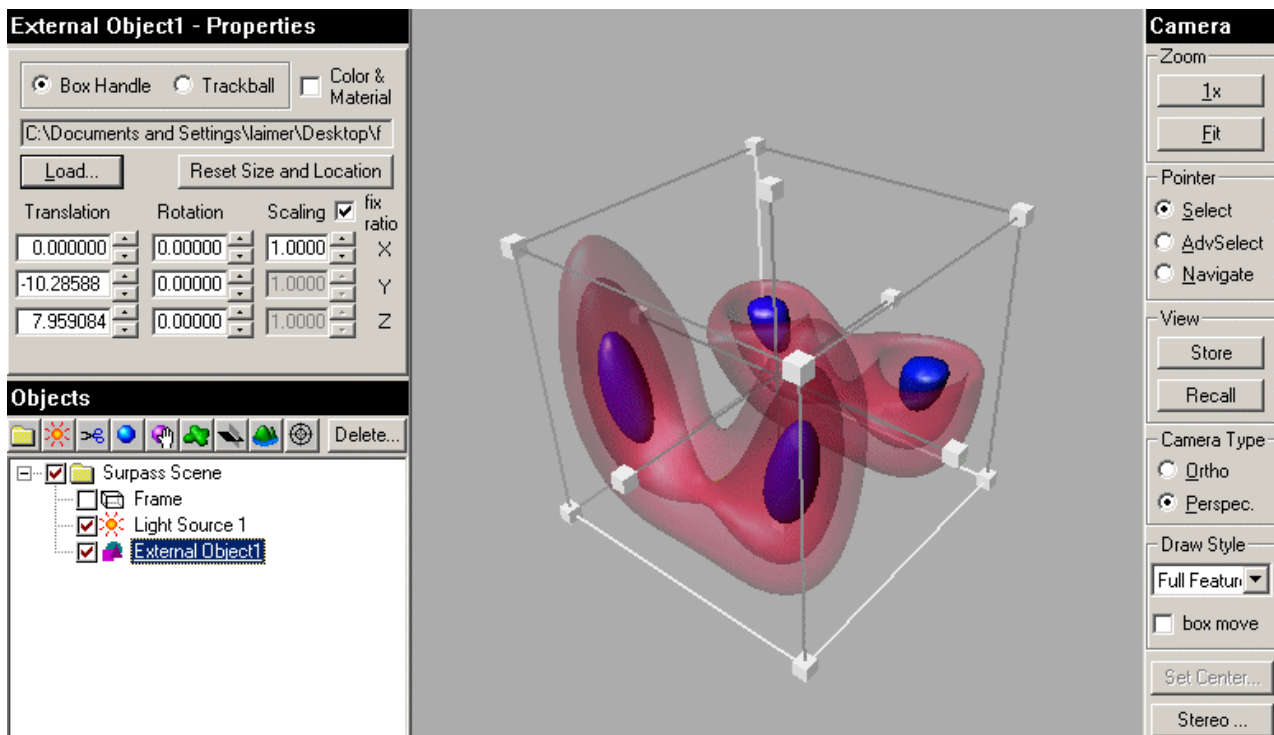 External Object1 - Properties
Box Handle Trackball Color & Material
C:\Documents and Settings\laimer\Desktop\f
Load... Reset Size and Location
Translation Rotation Scaling fix ratio
0.000000 0.00000 1.0000 X
-10.28588 0.00000 1.0000 Y
7.959084 0.00000 1.0000 Z
Objects
Delete...
Surpass Scene
Frame
Light Source 1
External Object1
Camera
Zoom
1x
Fit
Pointer
Select
AdvSelect
Navigate
View
Store
Recall
Camera Type
Ortho
Perspec.
Draw Style
Full Featur
box move
Set Center...
Stereo ...